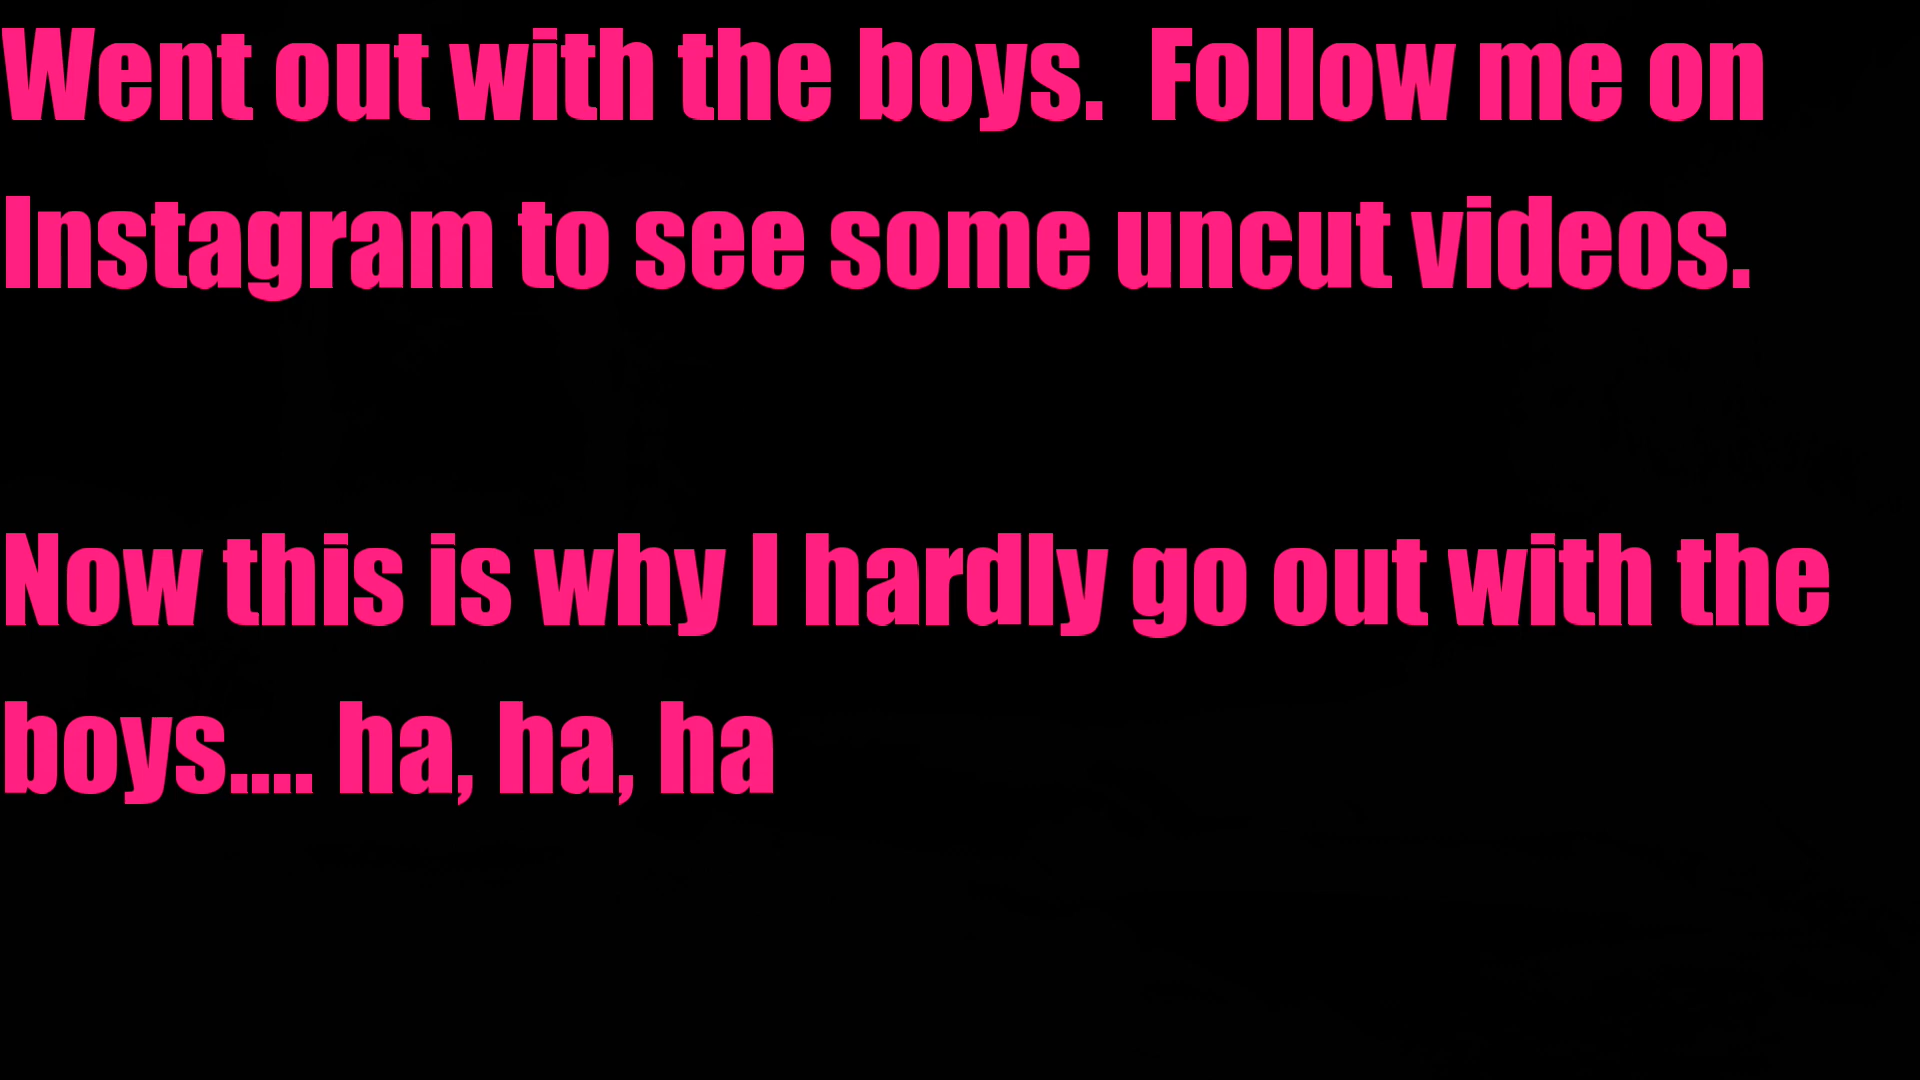 Went out with the boys.  Follow me on
Instagram to see some uncut videos.
Now this is why I hardly go out with the
boys.... ha, ha, ha